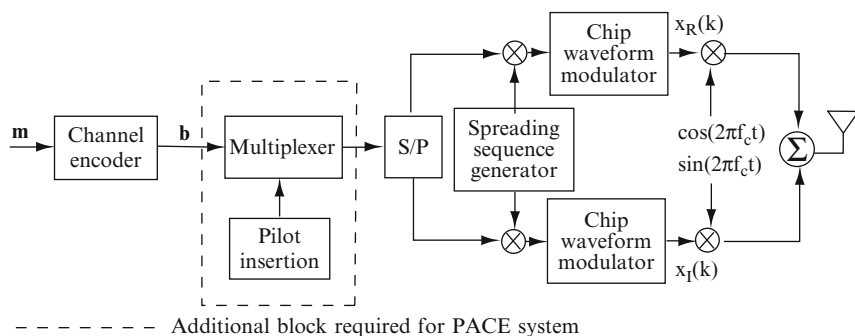 m
Channel
encoder
b
Multiplexer
Pilot
insertion
S/P
Spreading
sequence
generator
Chip
waveform
modulator
x_R(k)
cos(2πf_ct)
sin(2πf_ct)
Σ
Chip
waveform
modulator
x_I(k)
Additional block required for PACE system